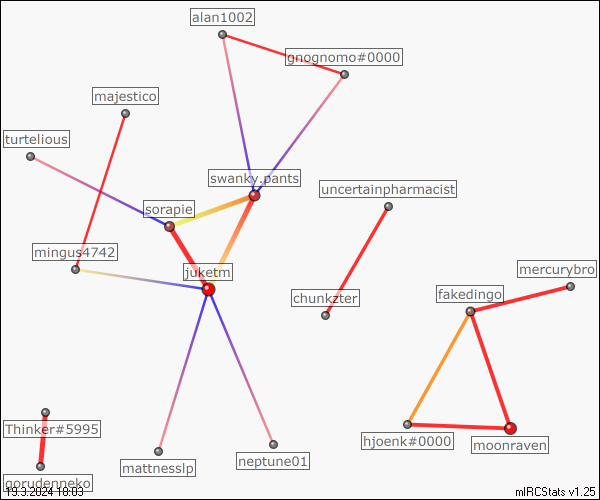 alan1002
gnognomo#0000
majestico
turtelious
swanky.pants
uncertainpharmacist
sorapie
mingus4742
juketm
mercurybro
chunkzter
fakedingo
Thinker#5995
hjoenk#0000
moonraven
neptune01
mattnesslp
gorudenneko
19.3.2024 10:03
mIRCStats v1.25